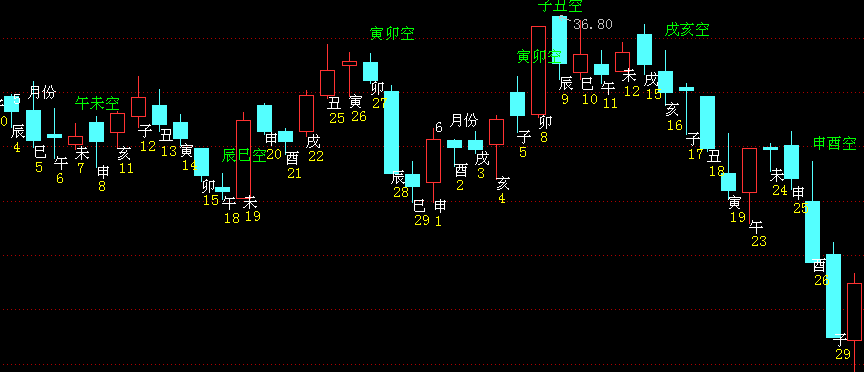 子丑空
36.80
寅卯空
戌亥空
寅卯空
5 月份
午未空
6 月份
辰巳空
申酉空
辰
4
巳
5
午
6
未
7
申
8
亥
11
子
12
丑
13
寅
14
卯
15
午
18
未
19
申
20
酉
21
戌
22
丑
25
寅
26
卯
27
辰
28
巳
29
申
1
酉
2
戌
3
亥
4
子
5
卯
8
辰
9
巳
10
午
11
未
12
戌
15
亥
16
子
17
丑
18
寅
19
午
23
未
24
申
25
酉
26
子
29